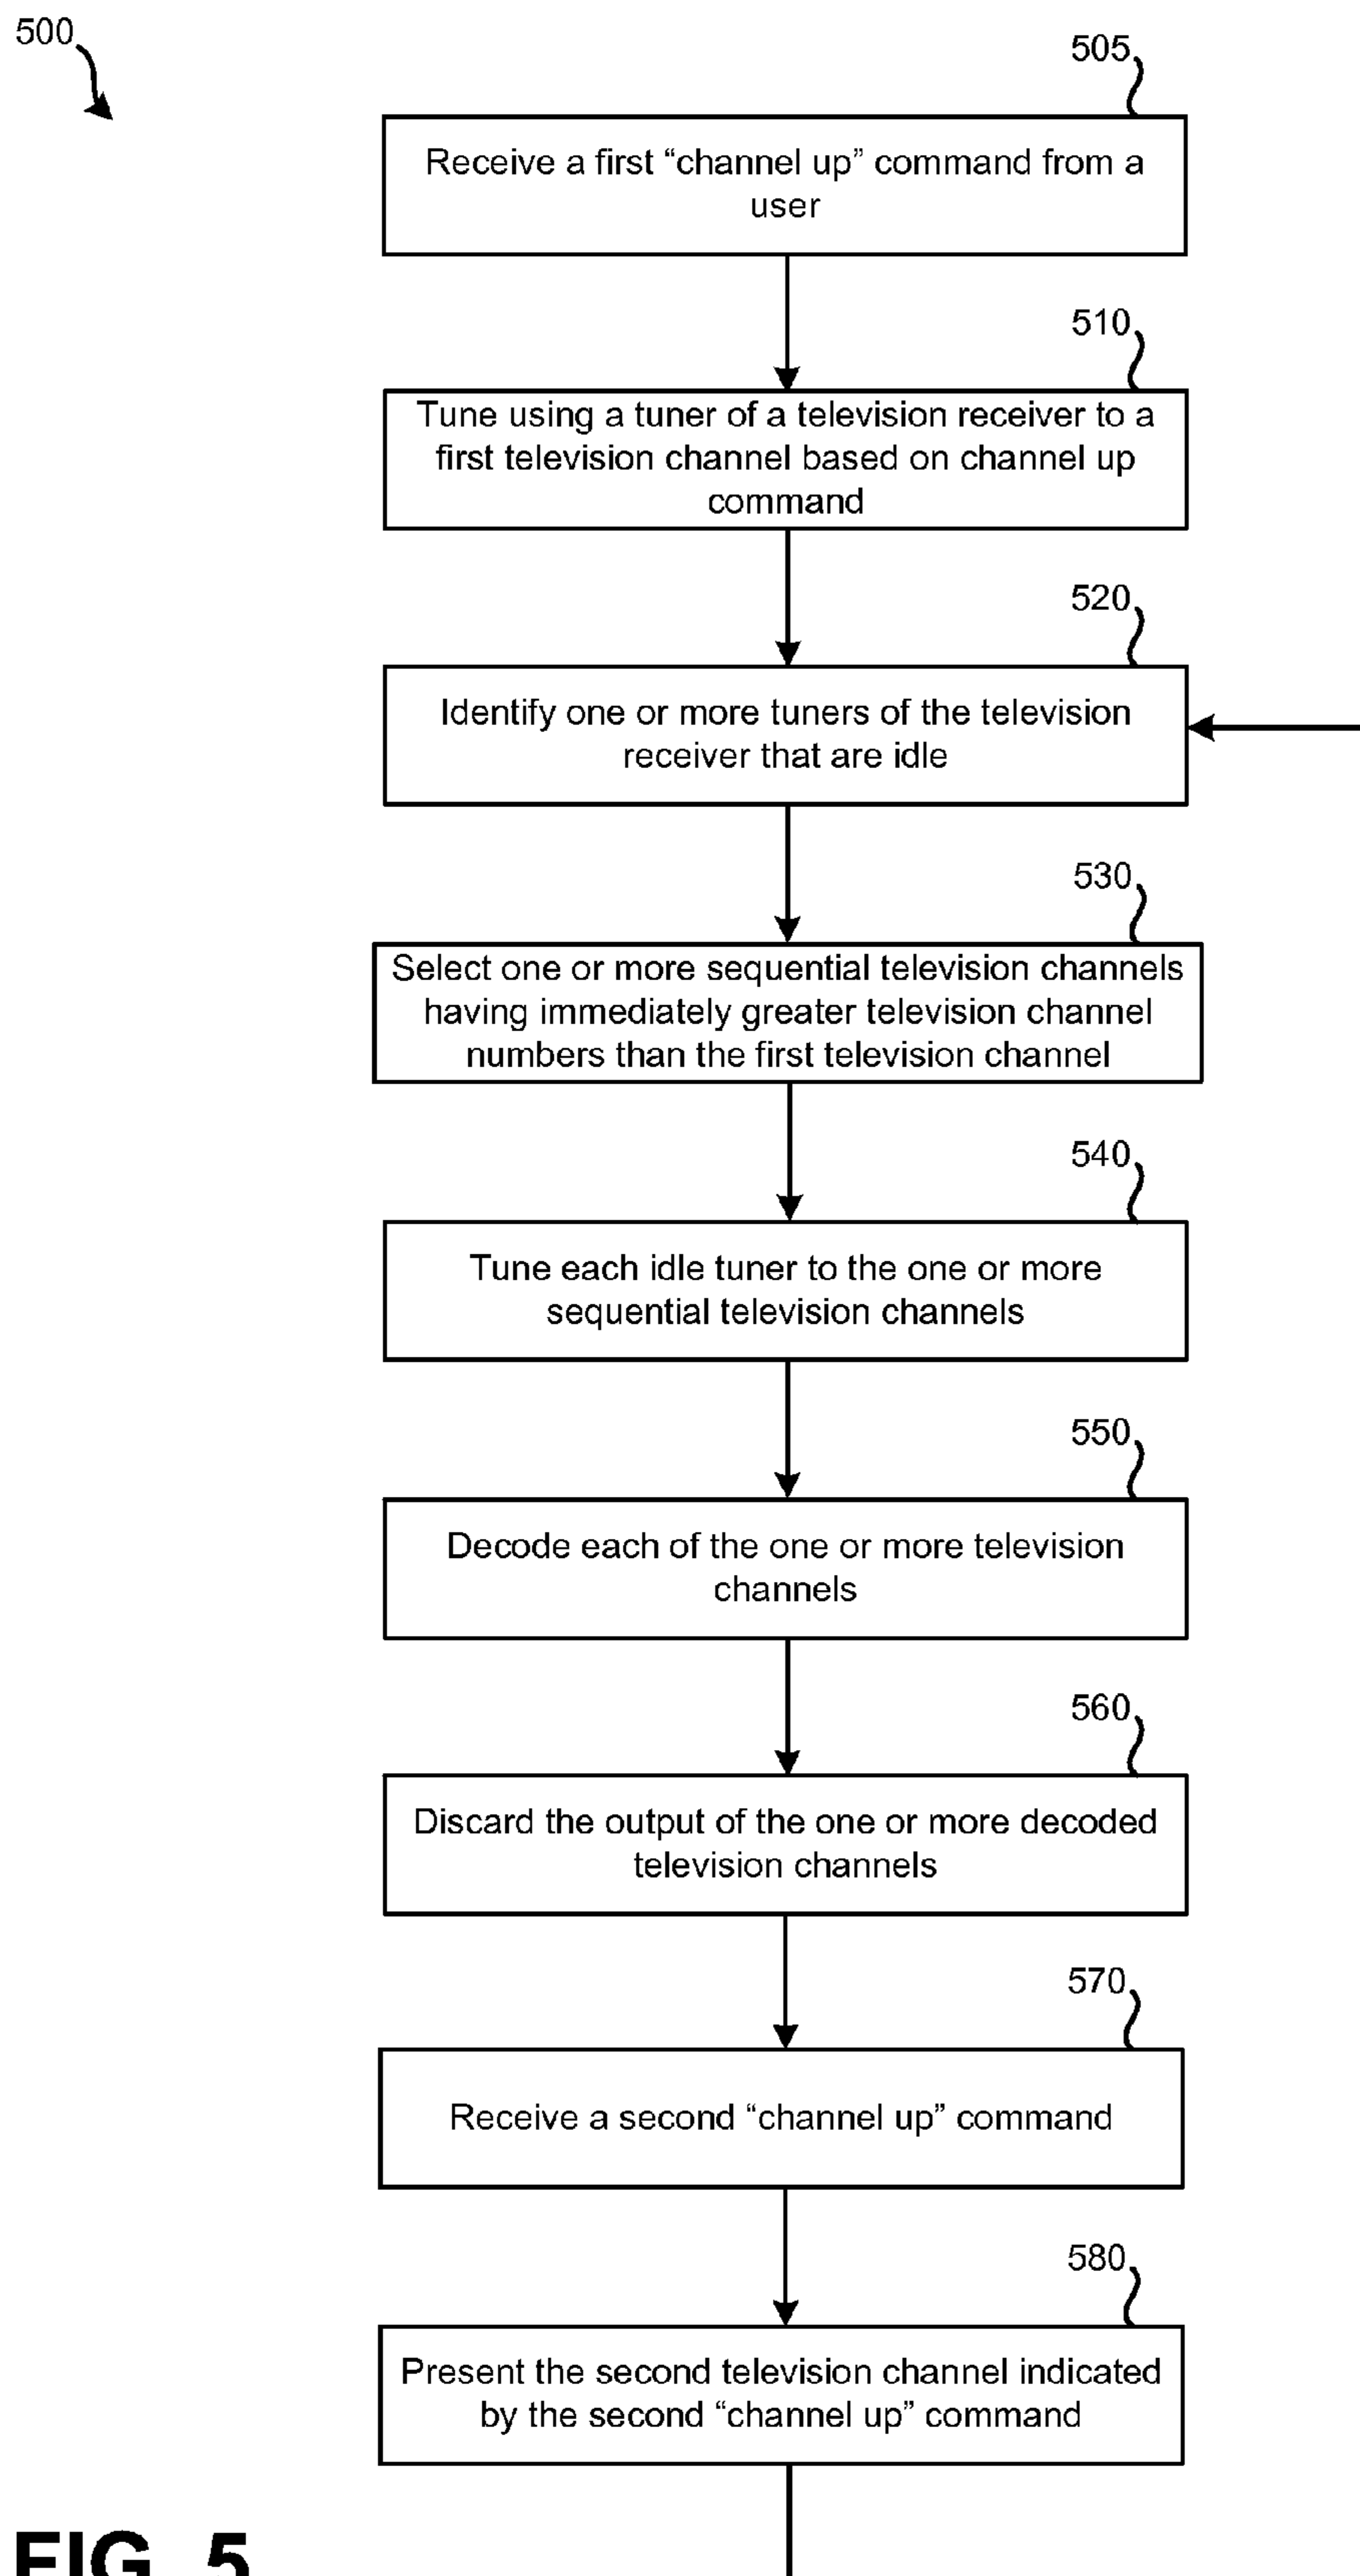 500
505
Receive a first “channel up” command from a
user
510
Tune using a tuner of a television receiver to a
first television channel based on channel up
command
520
Identify one or more tuners of the television
receiver that are idle
530
Select one or more sequential television channels
having immediately greater television channel
numbers than the first television channel
540
Tune each idle tuner to the one or more
sequential television channels
550
Decode each of the one or more television
channels
560
Discard the output of the one or more decoded
television channels
570
Receive a second “channel up” command
580
Present the second television channel indicated
by the second “channel up” command
FIG. 5